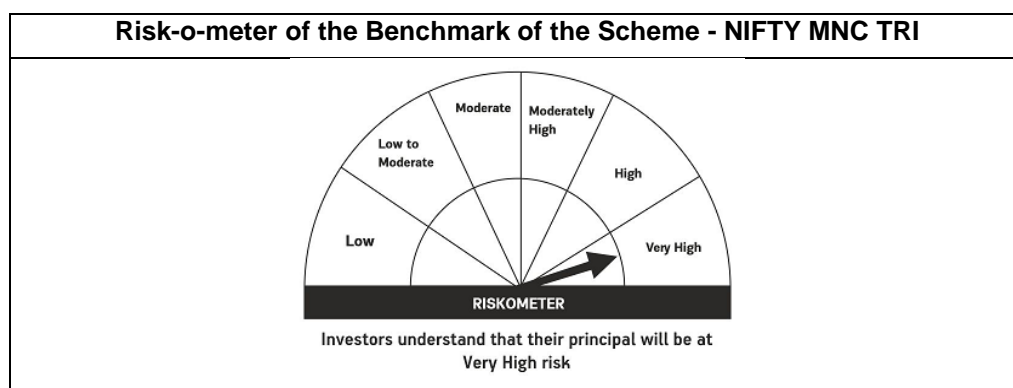 Risk-o-meter of the Benchmark of the Scheme - NIFTY MNC TRI
Moderate
Moderately
High
Low to
Moderate
High
Low
Very High
RISKOMETER
Investors understand that their principal will be at
Very High risk